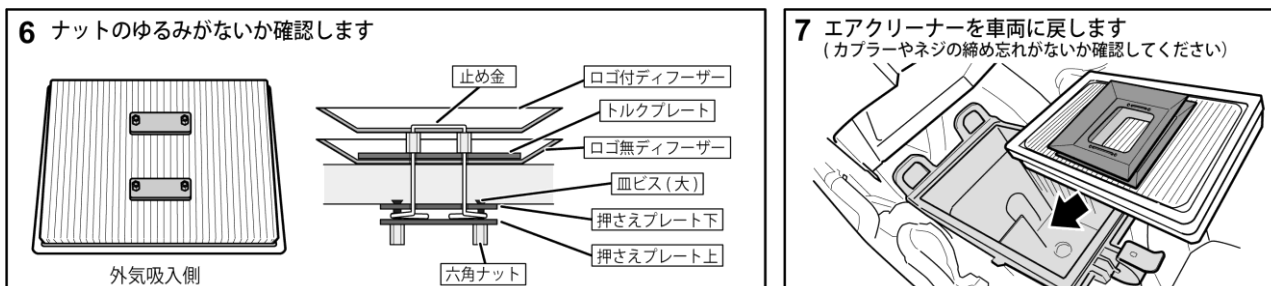 6 ナットのゆるみがないか確認します
止め金
ロゴ付ディフーザー
トルクプレート
ロゴ無ディフーザー
皿ビス(大)
押さえプレート下
押さえプレート上
六角ナット
外気吸入側
7 エアクリーナーを車両に戻します
(カプラーやネジの締め忘れがないか確認してください)